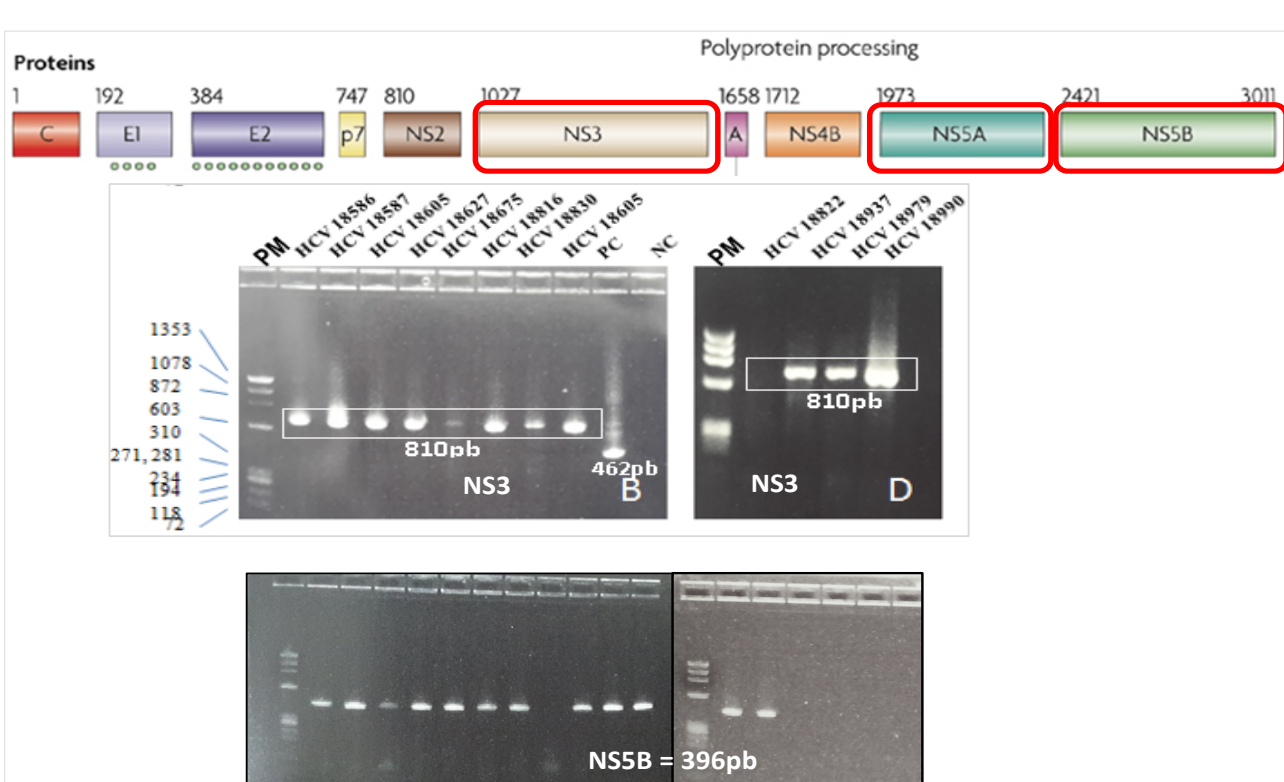 Polyprotein processing
Proteins
1 192 384 747 810 1027 1658 1712 1973 2421 3011
C E1 E2 p7 NS2 NS3 A NS4B NS5A NS5B
PM HCV 18586 HCV 18587 HCV 18605 HCV 18627 HCV 18675 HCV 18816 HCV 18830 HCV 18605 PC NC
PM HCV 18822 HCV 18937 HCV 18979 HCV 18990
1353
1078
872
603
310
271, 281
234
194
118
72
810pb
462pb
NS3 B
810pb
NS3 D
NS5B = 396pb